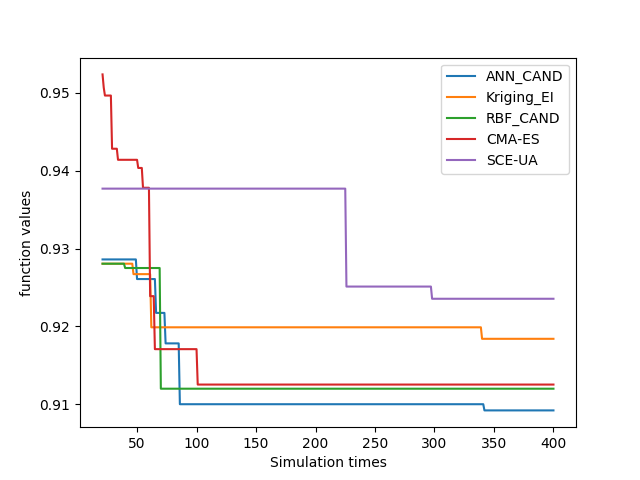 ANN_CAND
Kriging_EI
RBF_CAND
CMA-ES
SCE-UA
function values
0.95
0.94
0.93
0.92
0.91
50 100 150 200 250 300 350 400
Simulation times